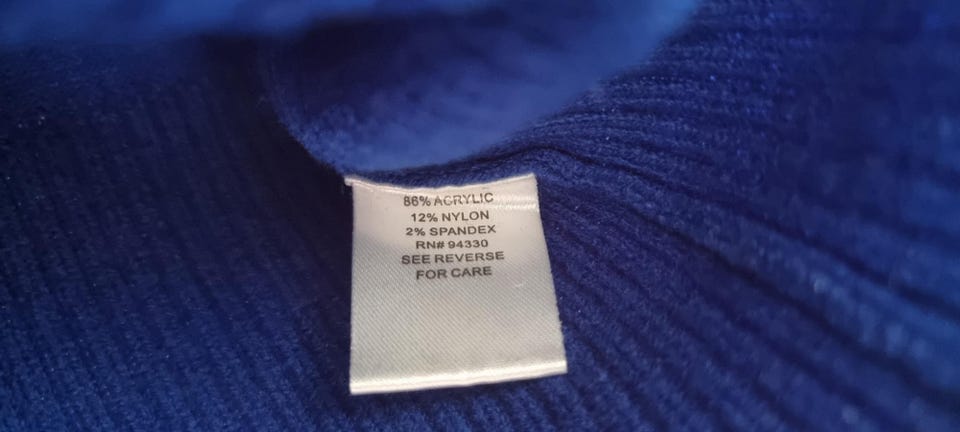 86% ACRYLIC
12% NYLON
2% SPANDEX
RN# 94330
SEE REVERSE
FOR CARE